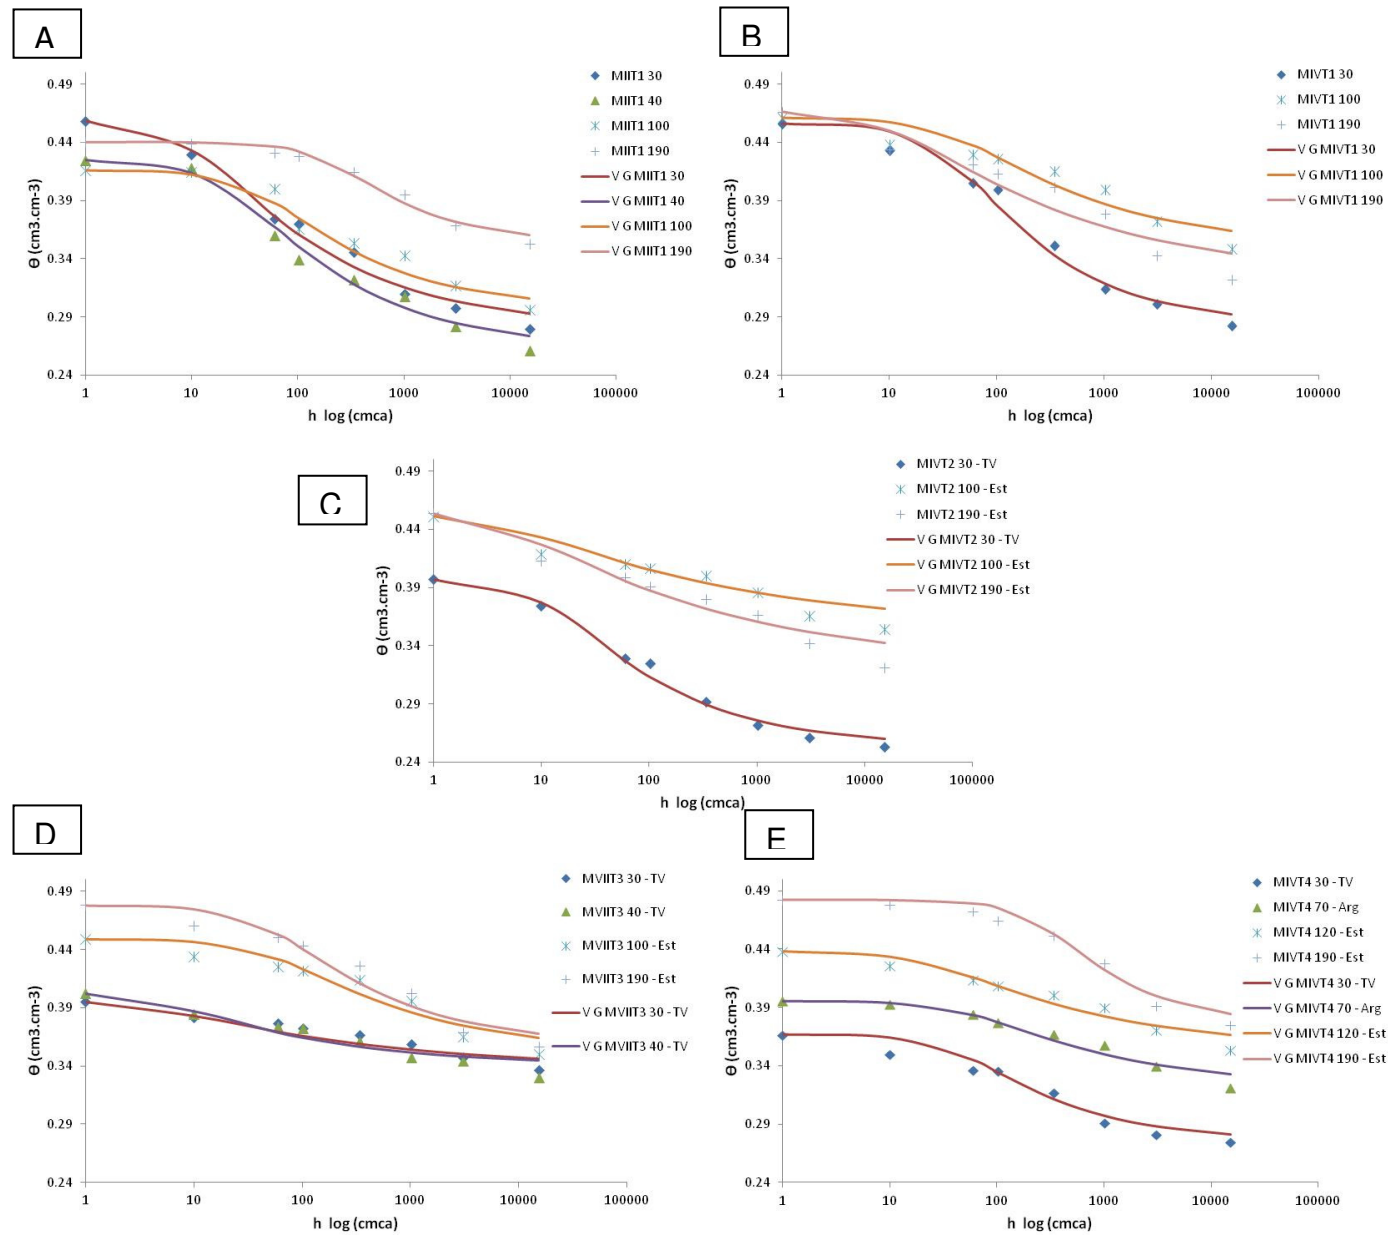 A
B
0.49
0.44
0.39
0.34
0.29
0.24
1
10
100
1000
10000
100000
h log (cmca)
Θ (cm3.cm-3)
MIIT1 30
MIIT1 40
MIIT1 100
MIIT1 190
V G MIIT1 30
V G MIIT1 40
V G MIIT1 100
V G MIIT1 190
0.49
0.44
0.39
0.34
0.29
0.24
1
10
100
1000
10000
100000
h log (cmca)
Θ (cm3.cm-3)
MIVT1 30
MIVT1 100
MIVT1 190
V G MIVT1 30
V G MIVT1 100
V G MIVT1 190
C
0.49
0.44
0.39
0.34
0.29
0.24
1
10
100
1000
10000
100000
h log (cmca)
Θ (cm3.cm-3)
MIVT2 30 - TV
MIVT2 100 - Est
MIVT2 190 - Est
V G MIVT2 30 - TV
V G MIVT2 100 - Est
V G MIVT2 190 - Est
D
0.49
0.44
0.39
0.34
0.29
0.24
1
10
100
1000
10000
100000
h log (cmca)
Θ (cm3.cm-3)
MVIIT3 30 - TV
MVIIT3 40 - TV
MVIIT3 100 - Est
MVIIT3 190 - Est
V G MVIIT3 30 - TV
V G MVIIT3 40 - TV
E
0.49
0.44
0.39
0.34
0.29
0.24
1
10
100
1000
10000
100000
h log (cmca)
Θ (cm3.cm-3)
MIVT4 30 - TV
MIVT4 70 - Arg
MIVT4 120 - Est
MIVT4 190 - Est
V G MIVT4 30 - TV
V G MIVT4 70 - Arg
V G MIVT4 120 - Est
V G MIVT4 190 - Est